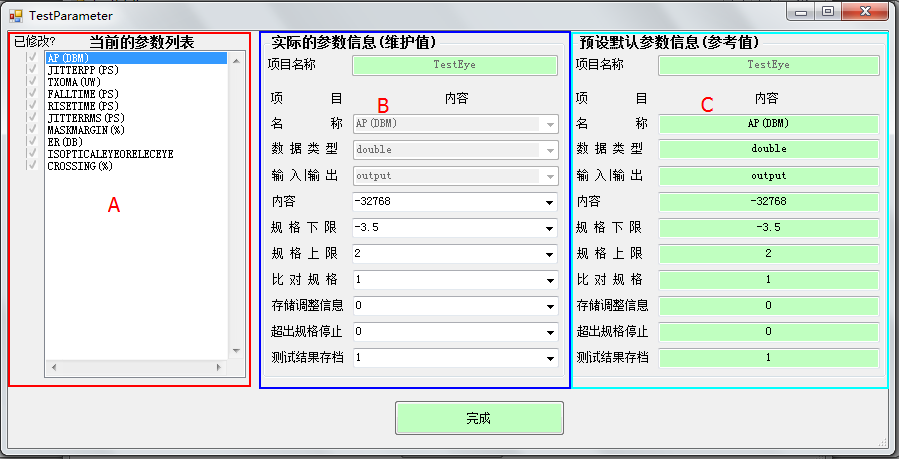 TestParameter
已修改?
当前的参数列表
AP(DBM)
JITTERPP(PS)
TXOMA(UW)
FALLTIME(PS)
RISETIME(PS)
JITTERRMS(PS)
MASKMARGIN(%)
ER(DB)
ISOPTICALEYEORELECEYE
CROSSING(%)
A
实际的参数信息(维护值)
项目名称 TestEye
项 目 内容
B
名 称 AP(DBM)
数 据 类 型 double
输 入|输 出 output
内容 -32768
规 格 下 限 -3.5
规 格 上 限 2
比 对 规 格 1
存储调整信息 0
超出规格停止 0
测试结果存档 1
预设默认参数信息(参考值)
项目名称 TestEye
项 目 内容
C
名 称 AP(DBM)
数 据 类 型 double
输 入|输 出 output
内容 -32768
规 格 下 限 -3.5
规 格 上 限 2
比 对 规 格 1
存储调整信息 0
超出规格停止 0
测试结果存档 1
完成